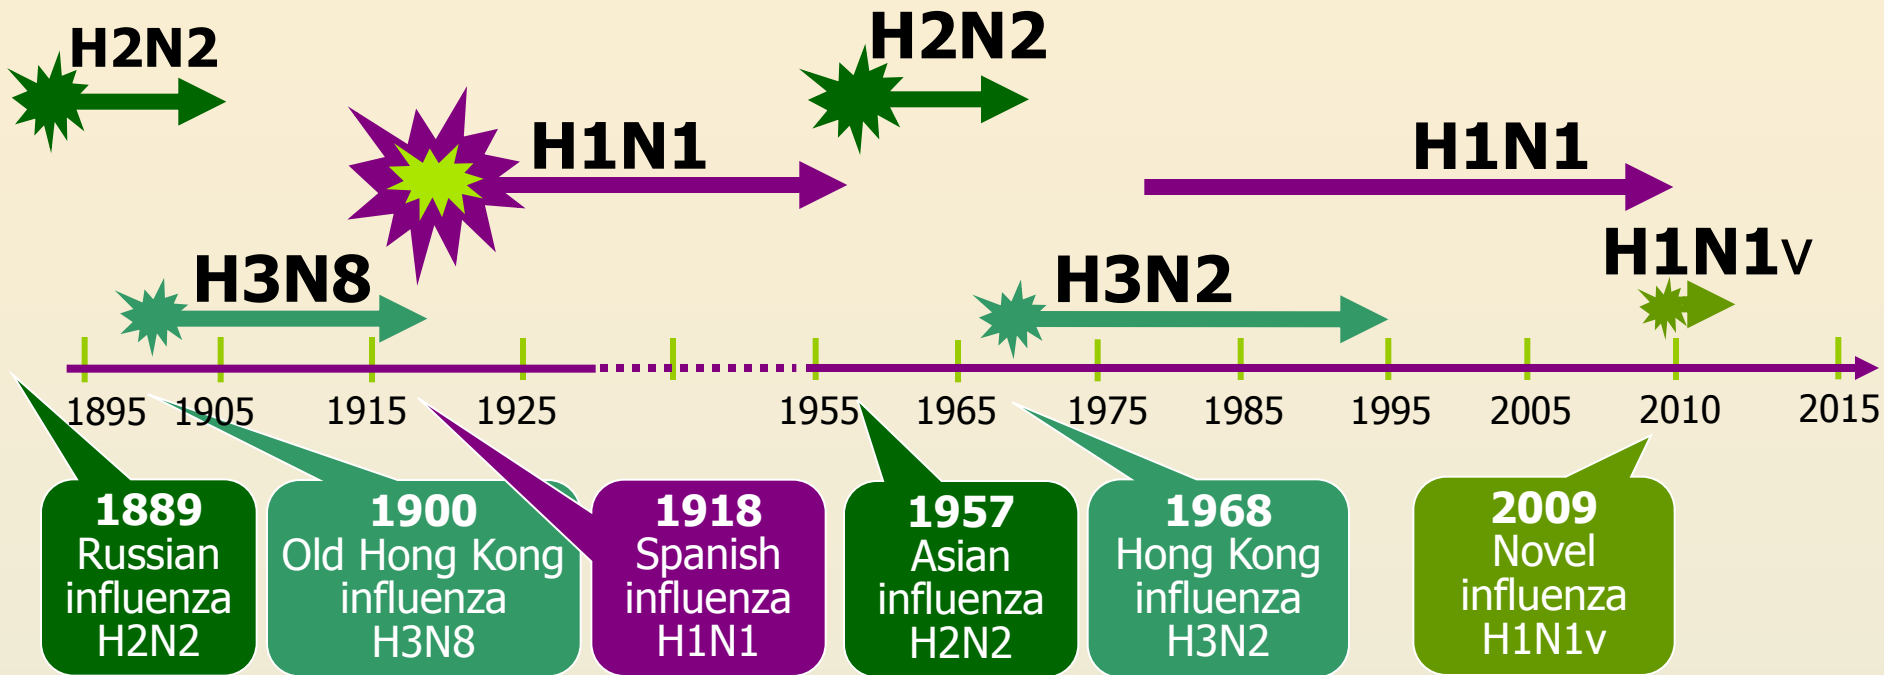 H2N2
H2N2
H1N1
H1N1
H1N1v
H3N8
H3N2
1895 1905 1915 1925 1955 1965 1975 1985 1995 2005 2010 2015
1889
Russian
influenza
H2N2
1900
Old Hong Kong
influenza
H3N8
1918
Spanish
influenza
H1N1
1957
Asian
influenza
H2N2
1968
Hong Kong
influenza
H3N2
2009
Novel
influenza
H1N1v